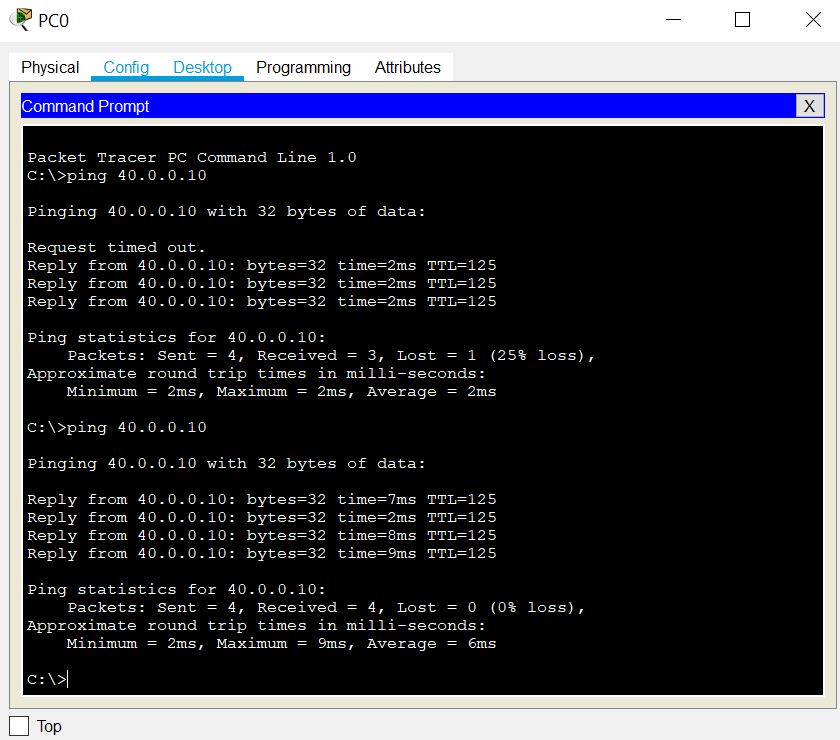 PC0
Physical Config Desktop Programming Attributes
Command Prompt X
Packet Tracer PC Command Line 1.0
C:\>ping 40.0.0.10
Pinging 40.0.0.10 with 32 bytes of data:
Request timed out.
Reply from 40.0.0.10: bytes=32 time=2ms TTL=125
Reply from 40.0.0.10: bytes=32 time=2ms TTL=125
Reply from 40.0.0.10: bytes=32 time=2ms TTL=125
Ping statistics for 40.0.0.10:
    Packets: Sent = 4, Received = 3, Lost = 1 (25% loss),
Approximate round trip times in milli-seconds:
    Minimum = 2ms, Maximum = 2ms, Average = 2ms
C:\>ping 40.0.0.10
Pinging 40.0.0.10 with 32 bytes of data:
Reply from 40.0.0.10: bytes=32 time=7ms TTL=125
Reply from 40.0.0.10: bytes=32 time=2ms TTL=125
Reply from 40.0.0.10: bytes=32 time=8ms TTL=125
Reply from 40.0.0.10: bytes=32 time=9ms TTL=125
Ping statistics for 40.0.0.10:
    Packets: Sent = 4, Received = 4, Lost = 0 (0% loss),
Approximate round trip times in milli-seconds:
    Minimum = 2ms, Maximum = 9ms, Average = 6ms
C:\>
Top